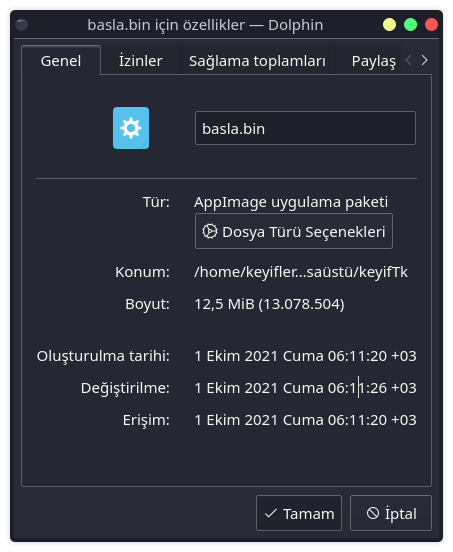 basla.bin için özellikler — Dolphin
Genel İzinler Sağlama toplamları Paylaş
basla.bin
Tür: AppImage uygulama paketi
Dosya Türü Seçenekleri
Konum: /home/keyifler...saüstü/keyifTk
Boyut: 12,5 MiB (13.078.504)
Oluşturulma tarihi: 1 Ekim 2021 Cuma 06:11:20 +03
Değiştirilme: 1 Ekim 2021 Cuma 06:11:26 +03
Erişim: 1 Ekim 2021 Cuma 06:11:20 +03
Tamam İptal